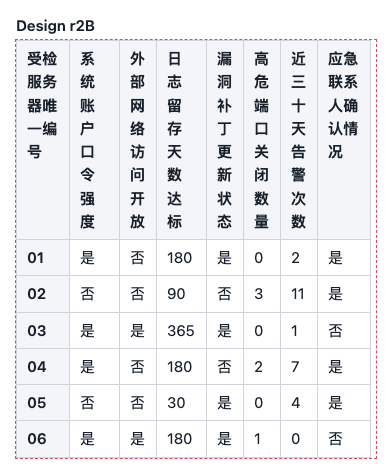 Design r2B
受检服务器唯一编号 系统账户口令强度 外部网络访问开放 日志留存天数达标 漏洞补丁更新状态 高危端口关闭数量 近三十天告警次数 应急联系人确认情况
01 是 否 180 是 0 2 是
02 否 否 90 否 3 11 是
03 是 是 365 是 0 1 否
04 是 否 180 否 2 7 是
05 否 否 30 是 0 4 是
06 是 是 180 是 1 0 否